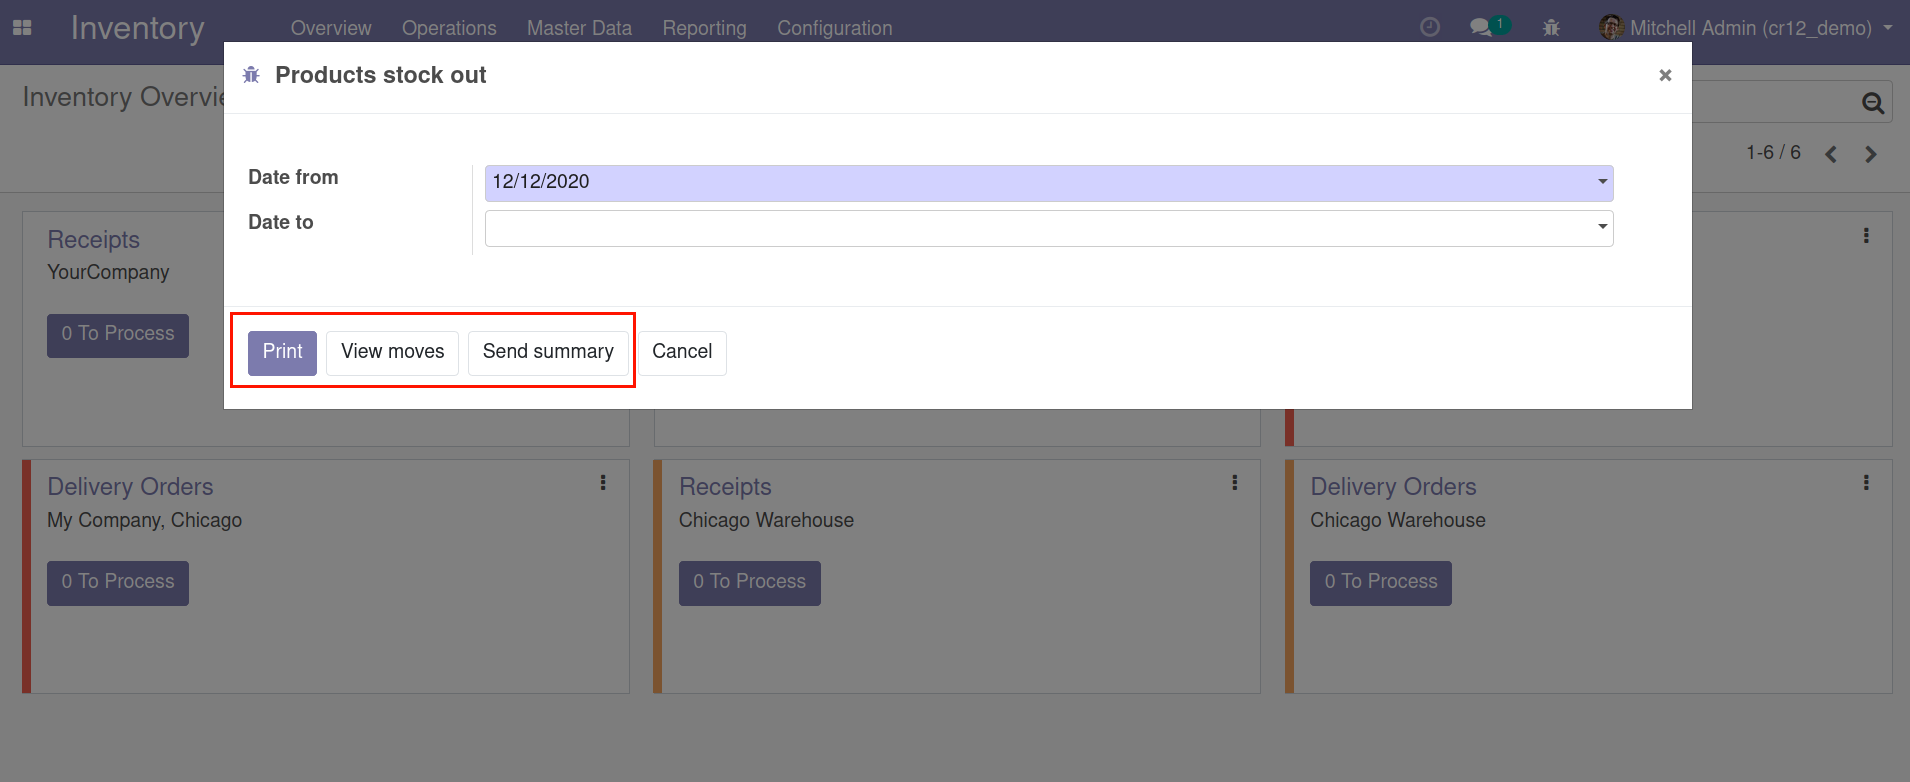 Inventory Overview Operations Master Data Reporting Configuration 1 Mitchell Admin (cr12_demo)
Products stock out
Inventory Overvie
1-6 / 6
Date from 12/12/2020
Date to
Receipts
YourCompany
0 To Process
Print View moves Send summary Cancel
Delivery Orders
My Company, Chicago
0 To Process
Receipts
Chicago Warehouse
0 To Process
Delivery Orders
Chicago Warehouse
0 To Process